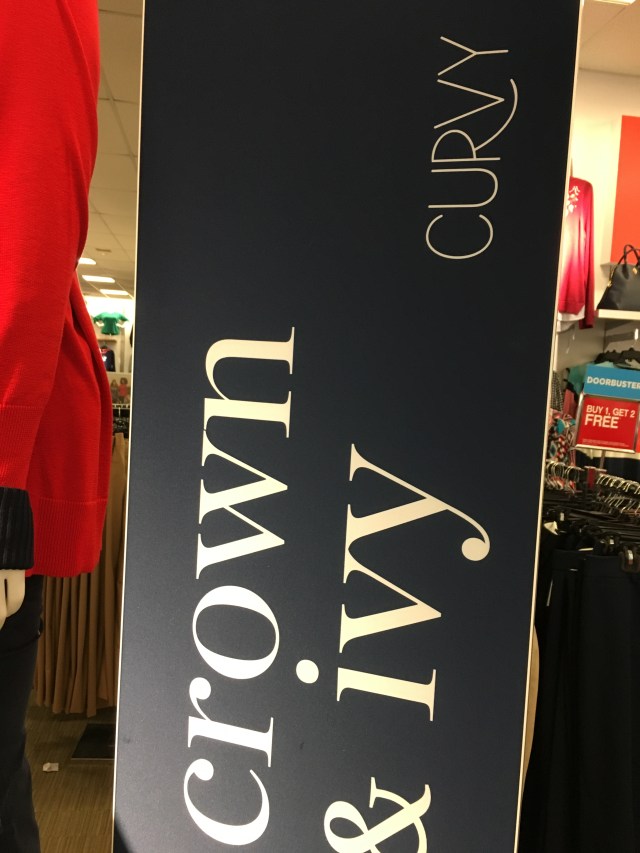 crown
& ivy
CURVY
DOORBUSTER
BUY 1, GET 2
FREE